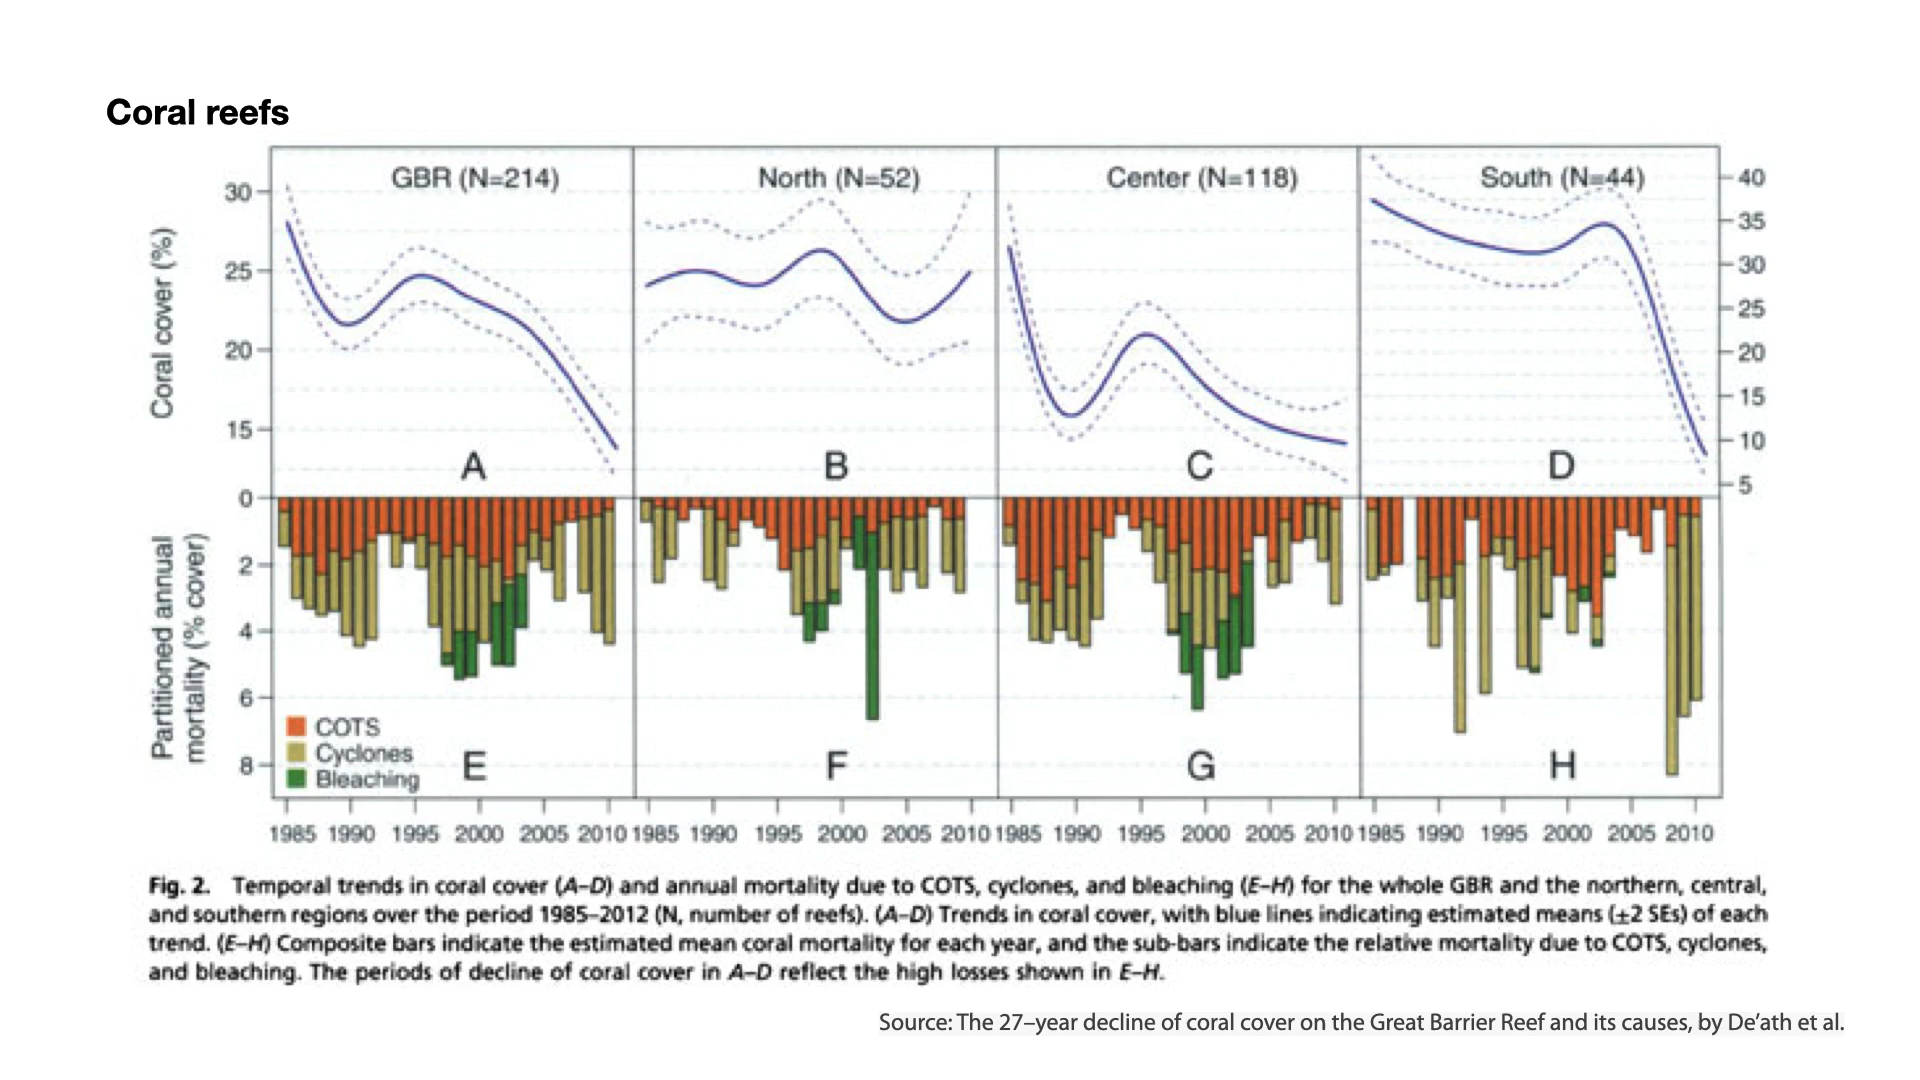 Coral reefs
GBR (N=214)
North (N=52)
Center (N=118)
South (N=44)
Coral cover (%)
30
25
20
15
40
35
30
25
20
15
10
5
A
B
C
D
Partitioned annual
mortality (% cover)
0
2
4
6
8
COTS
Cyclones
Bleaching
E
F
G
H
1985 1990 1995 2000 2005 2010 1985 1990 1995 2000 2005 2010 1985 1990 1995 2000 2005 2010 1985 1990 1995 2000 2005 2010
Fig. 2. Temporal trends in coral cover (A–D) and annual mortality due to COTS, cyclones, and bleaching (E–H) for the whole GBR and the northern, central,
and southern regions over the period 1985–2012 (N, number of reefs). (A–D) Trends in coral cover, with blue lines indicating estimated means (±2 SEs) of each
trend. (E–H) Composite bars indicate the estimated mean coral mortality for each year, and the sub-bars indicate the relative mortality due to COTS, cyclones,
and bleaching. The periods of decline of coral cover in A–D reflect the high losses shown in E–H.
Source: The 27–year decline of coral cover on the Great Barrier Reef and its causes, by De’ath et al.